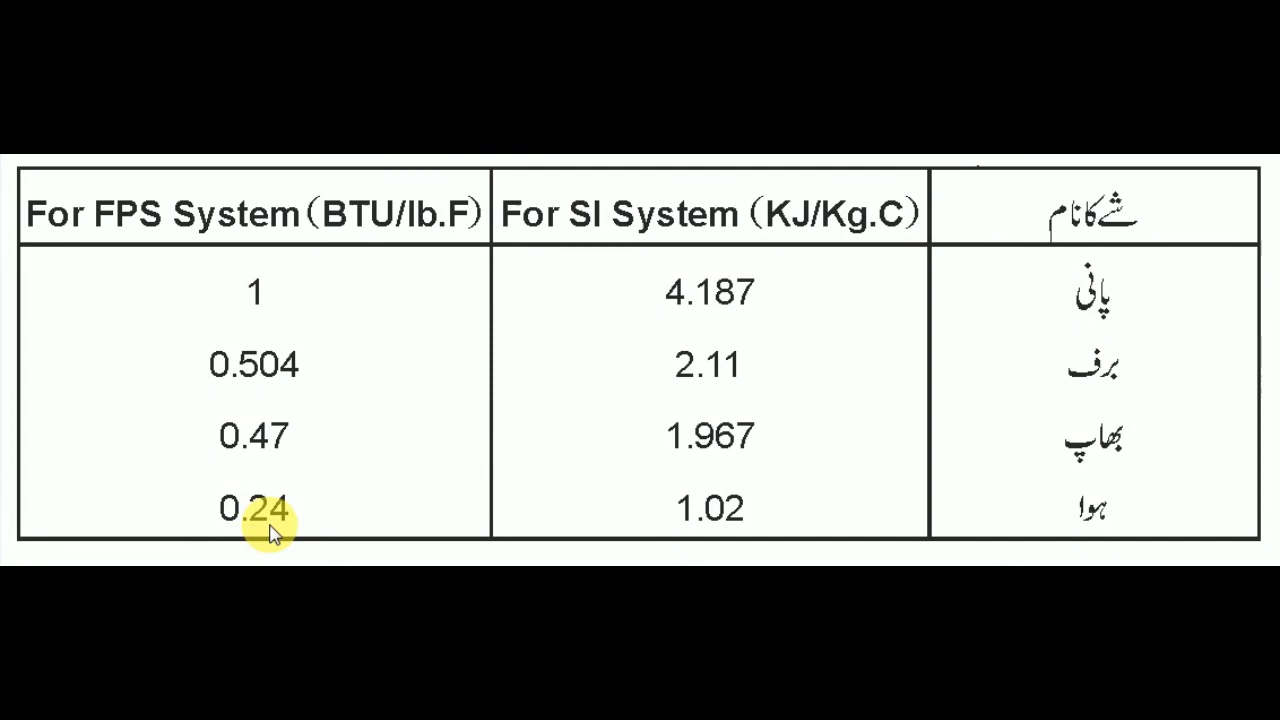 For FPS System (BTU/lb.F) For SI System (KJ/Kg.C) شے کا نام
1 4.187 پانی
0.504 2.11 برف
0.47 1.967 بھاپ
0.24 1.02 ہوا